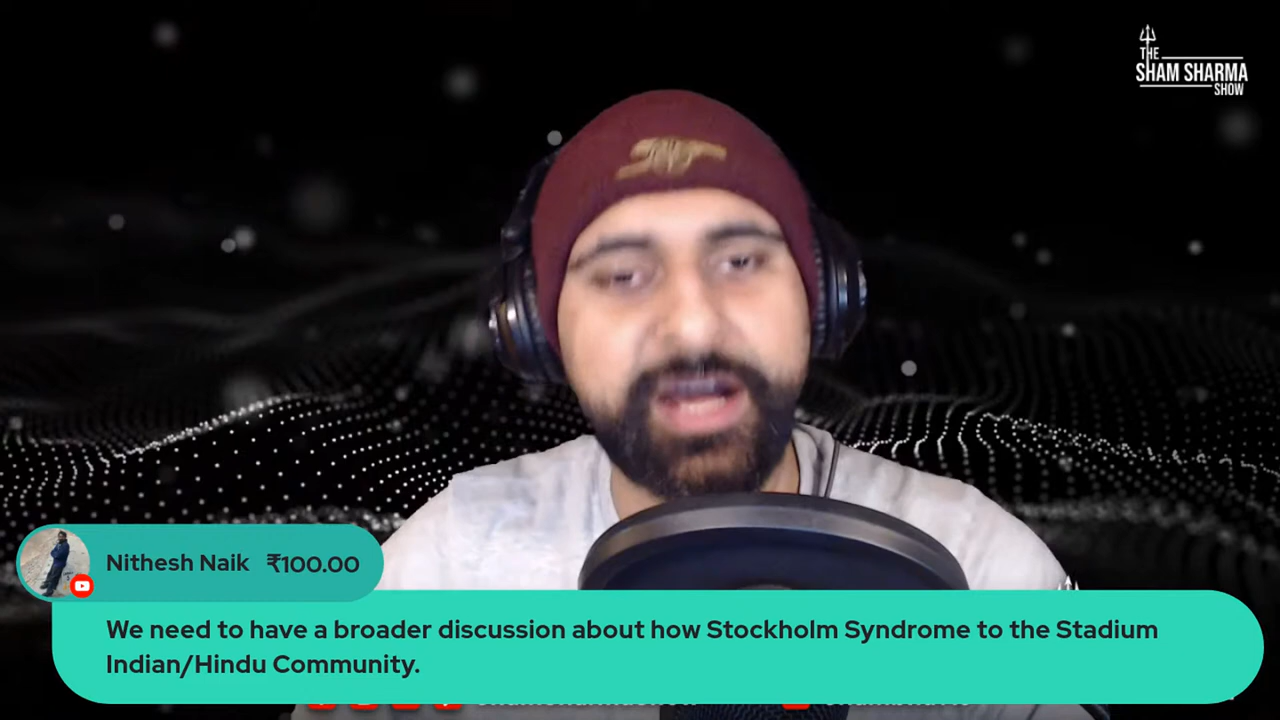 THE
SHAM SHARMA
SHOW
Nithesh Naik ₹100.00
We need to have a broader discussion about how Stockholm Syndrome to the Stadium
Indian/Hindu Community.